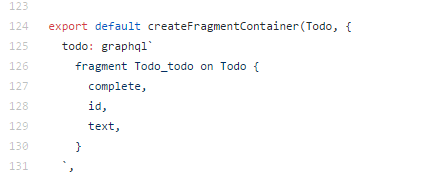 123
124 export default createFragmentContainer(Todo, {
125   todo: graphql`
126     fragment Todo_todo on Todo {
127       complete,
128       id,
129       text,
130     }
131   `,